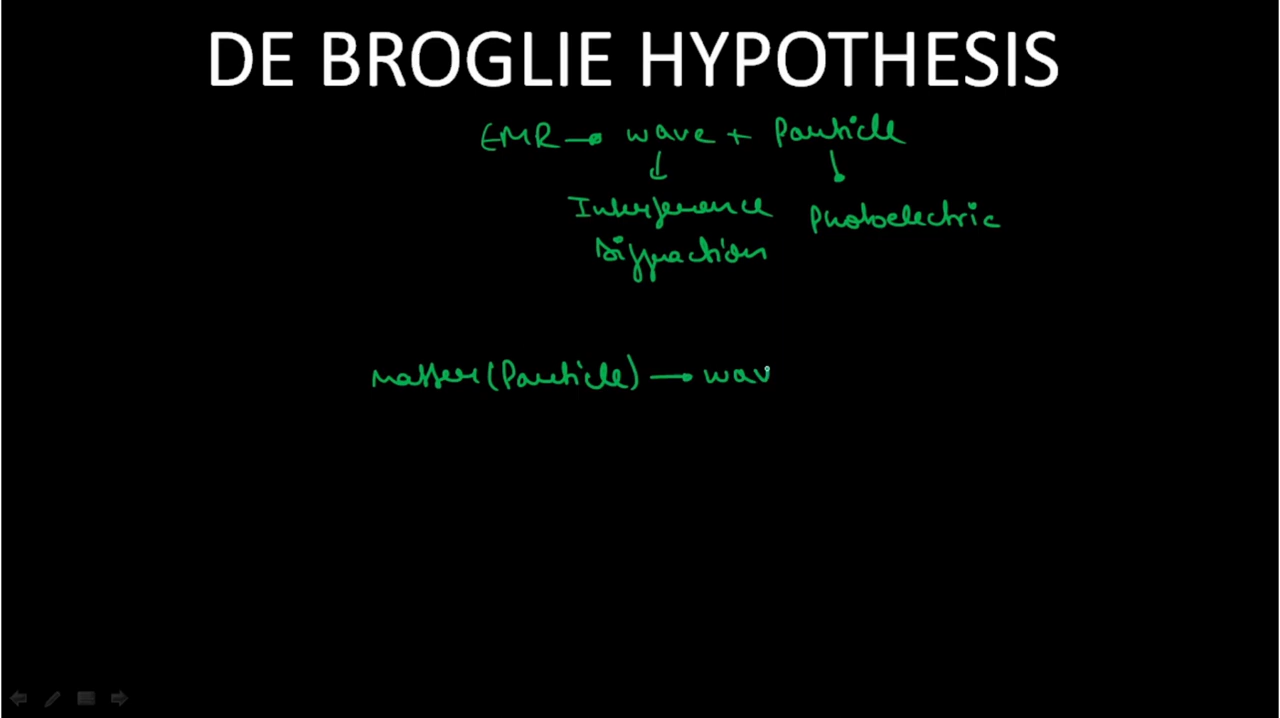 DE BROGLIE HYPOTHESIS
EMR → wave + Particle
Interference Photoelectric
Diffraction
matter (Particle) → wav